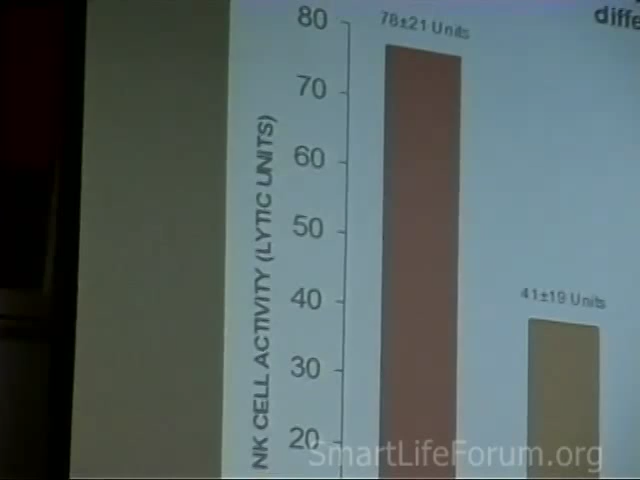 diffe
78±21 Units
80
70
60
50
40
30
20
NK CELL ACTIVITY (LYTIC UNITS)
41±19 Units
SmartLifeForum.org